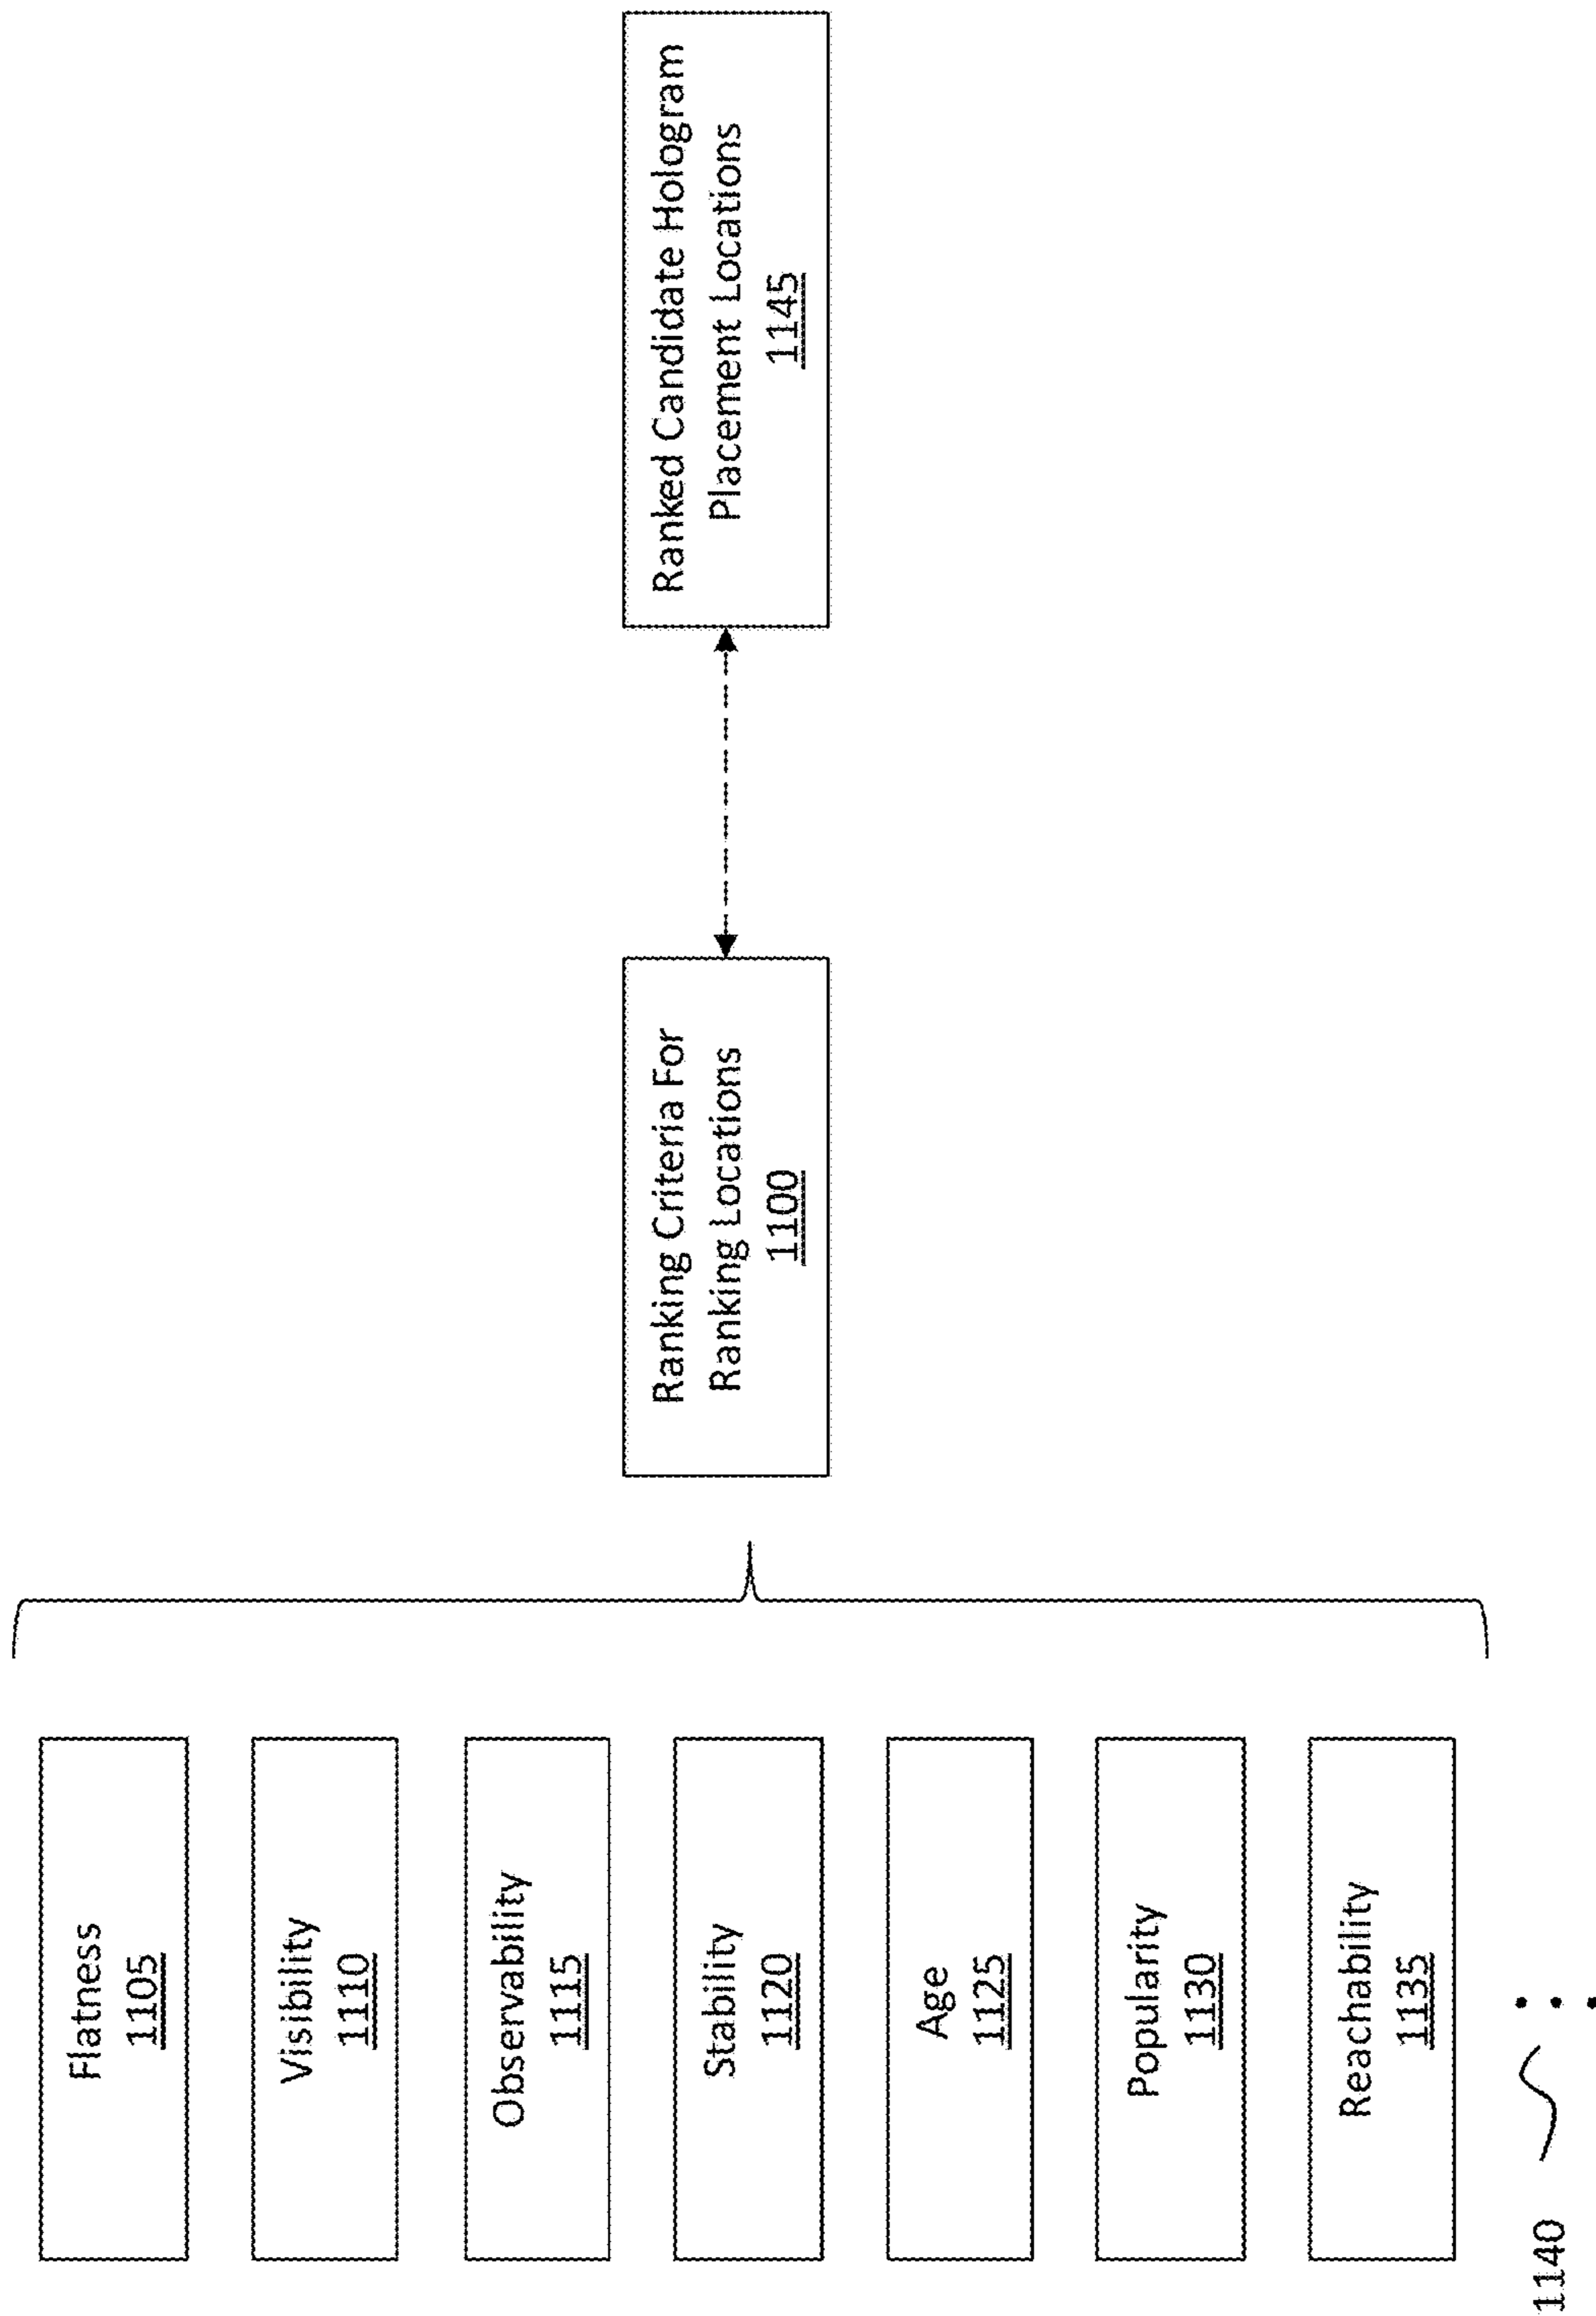 Flatness
1105
Visibility
1110
Observability
1115
Stability
1120
Age
1125
Popularity
1130
Reachability
1135
1140
Ranking Criteria For
Ranking Locations
1100
Ranked Candidate Hologram
Placement Locations
1145